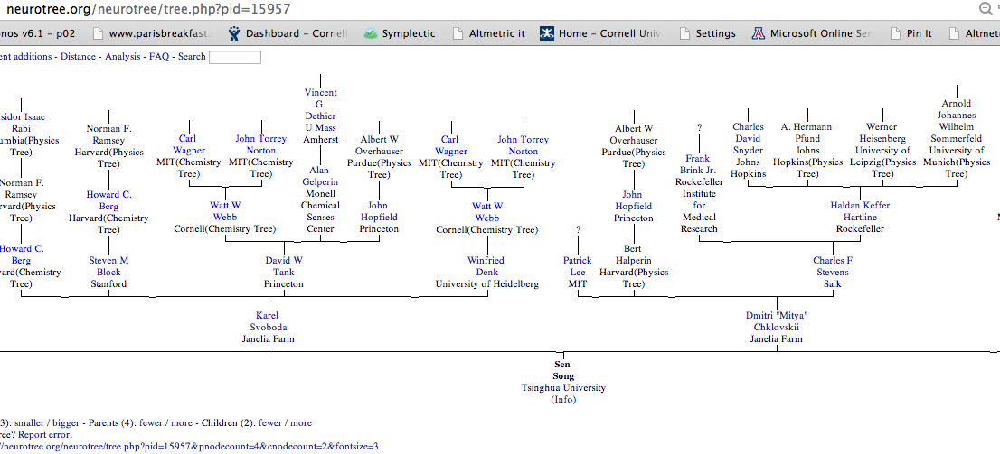 neurotree.org/neurotree/tree.php?pid=15957
nos v6.1 - p02 www.parisbreakfast. Dashboard - Cornell Symplectic Altmetric it Home - Cornell Univ Settings Microsoft Online Ser Pin It Altmetr
ent additions - Distance - Analysis - FAQ - Search
sidor Isaac
Rabi
umbia(Physics
Tree)
Norman F.
Ramsey
Harvard(Physics
Tree)
Carl
Wagner
MIT(Chemistry
Tree)
John Torrey
Norton
MIT(Chemistry
Tree)
Vincent
G.
Dethier
U Mass
Amherst
Albert W
Overhauser
Purdue(Physics
Tree)
Carl
Wagner
MIT(Chemistry
Tree)
John Torrey
Norton
MIT(Chemistry
Tree)
Albert W
Overhauser
Purdue(Physics
Tree)
?
Charles
David
Snyder
Johns
Hopkins
A. Hermann
Pfund
Johns
Hopkins(Physics
Tree)
Werner
Heisenberg
University of
Leipzig(Physics
Tree)
Arnold
Johannes
Wilhelm
Sommerfeld
University of
Munich(Physics
Tree)
Norman F.
Ramsey
rvard(Physics
Tree)
Howard C.
Berg
Harvard(Chemistry
Tree)
Watt W
Webb
Cornell(Chemistry Tree)
Alan
Gelperin
Monell
Chemical
Senses
Center
John
Hopfield
Princeton
Watt W
Webb
Cornell(Chemistry Tree)
?
John
Hopfield
Princeton
Frank
Brink Jr.
Rockefeller
Institute
for
Medical
Research
Haldan Keffer
Hartline
Rockefeller
Howard C.
Berg
vard(Chemistry
Tree)
Steven M
Block
Stanford
David W
Tank
Princeton
Winfried
Denk
University of Heidelberg
Patrick
Lee
MIT
Bert
Halperin
Harvard(Physics
Tree)
Charles F
Stevens
Salk
Karel
Svoboda
Janelia Farm
Dmitri "Mitya"
Chklovskii
Janelia Farm
Sen
Song
Tsinghua University
(Info)
3): smaller / bigger - Parents (4): fewer / more - Children (2): fewer / more
ree? Report error.
/neurotree.org/neurotree/tree.php?pid=15957&pnodecount=4&cnodecount=2&fontsize=3